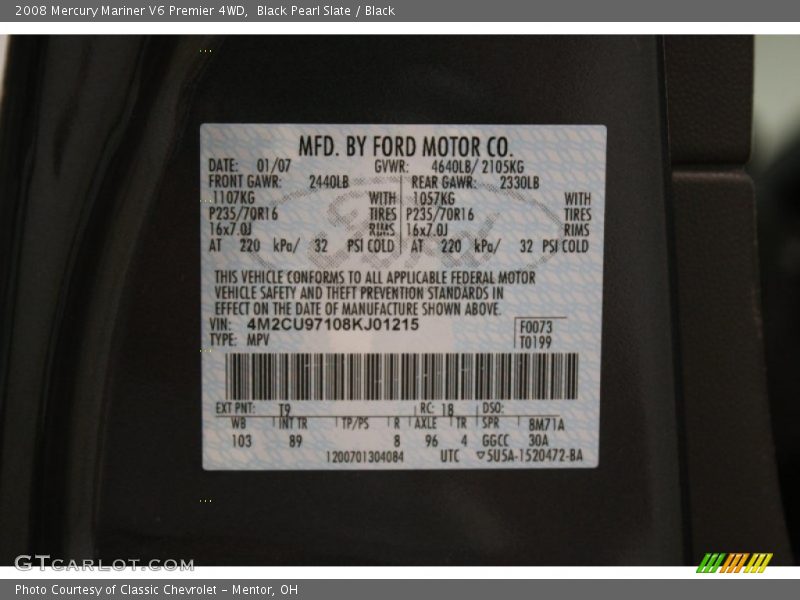 2008 Mercury Mariner V6 Premier 4WD, Black Pearl Slate / Black
MFD. BY FORD MOTOR CO.
DATE: 01/07 GVWR: 4640LB/ 2105KG
FRONT GAWR: 2440LB REAR GAWR: 2330LB
1107KG WITH 1057KG WITH
P235/70R16 TIRES P235/70R16 TIRES
16x7.0J RIMS 16x7.0J RIMS
AT 220 kPa/ 32 PSI COLD AT 220 kPa/ 32 PSI COLD
THIS VEHICLE CONFORMS TO ALL APPLICABLE FEDERAL MOTOR
VEHICLE SAFETY AND THEFT PREVENTION STANDARDS IN
EFFECT ON THE DATE OF MANUFACTURE SHOWN ABOVE.
VIN: 4M2CU97108KJ01215 F0073
TYPE: MPV T0199
EXT PNT: T9 RC: 18 DSO:
WB INT TR TP/PS R AXLE TR SPR 8M71A
103 89 8 96 4 GGCC 30A
1200701304084 UTC ▽5U5A-1520472-BA
Ford
GTCARLOT.COM
Photo Courtesy of Classic Chevrolet - Mentor, OH